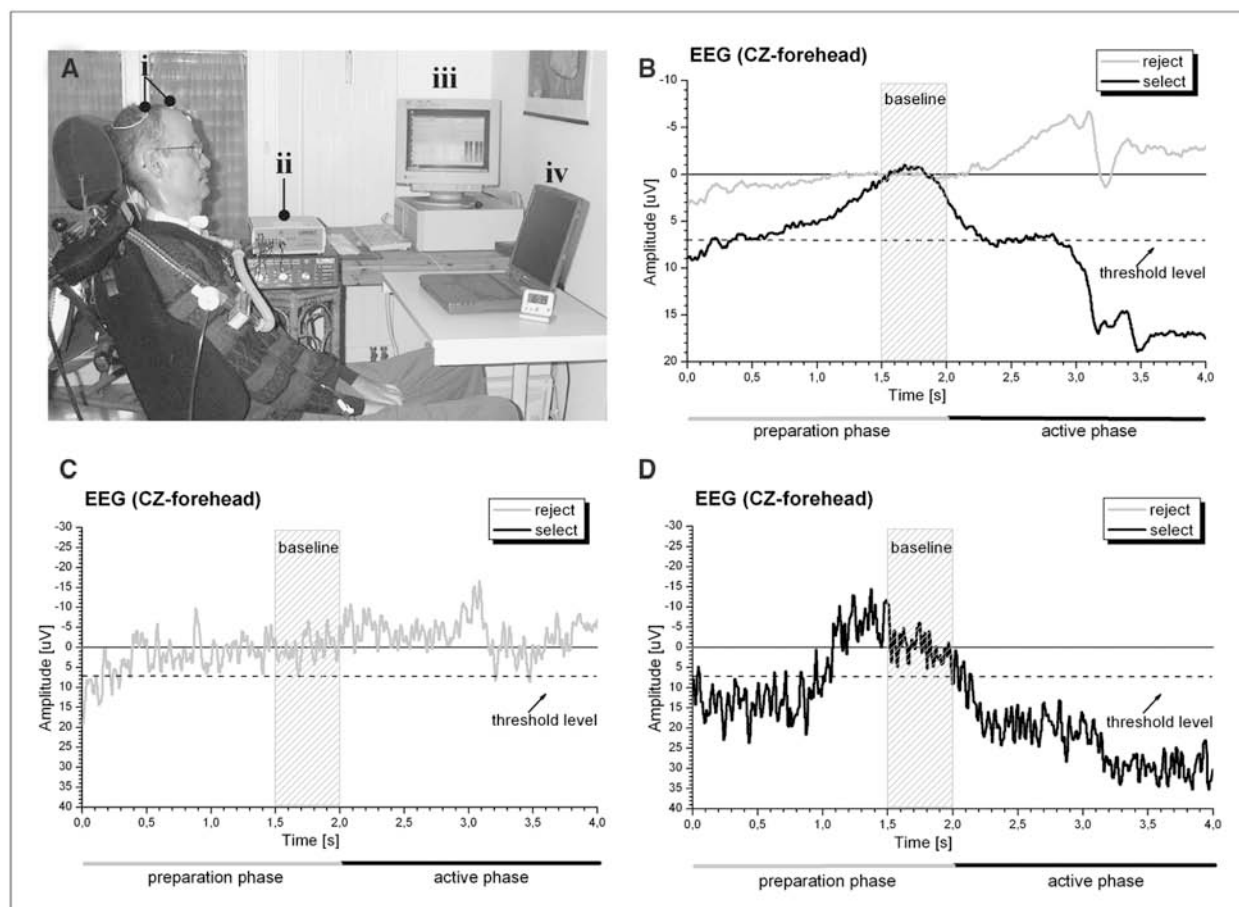 A
i
ii
iii
iv
B
EEG (CZ-forehead)
reject
select
baseline
threshold level
Amplitude [uV]
-10
-5
0
5
10
15
20
0,0 0,5 1,0 1,5 2,0 2,5 3,0 3,5 4,0
Time [s]
preparation phase active phase
C
EEG (CZ-forehead)
reject
select
baseline
threshold level
Amplitude [uV]
-30
-25
-20
-15
-10
-5
0
5
10
15
20
25
30
35
40
0,0 0,5 1,0 1,5 2,0 2,5 3,0 3,5 4,0
Time [s]
preparation phase active phase
D
EEG (CZ-forehead)
reject
select
baseline
threshold level
Amplitude [uV]
-30
-25
-20
-15
-10
-5
0
5
10
15
20
25
30
35
40
0,0 0,5 1,0 1,5 2,0 2,5 3,0 3,5 4,0
Time [s]
preparation phase active phase